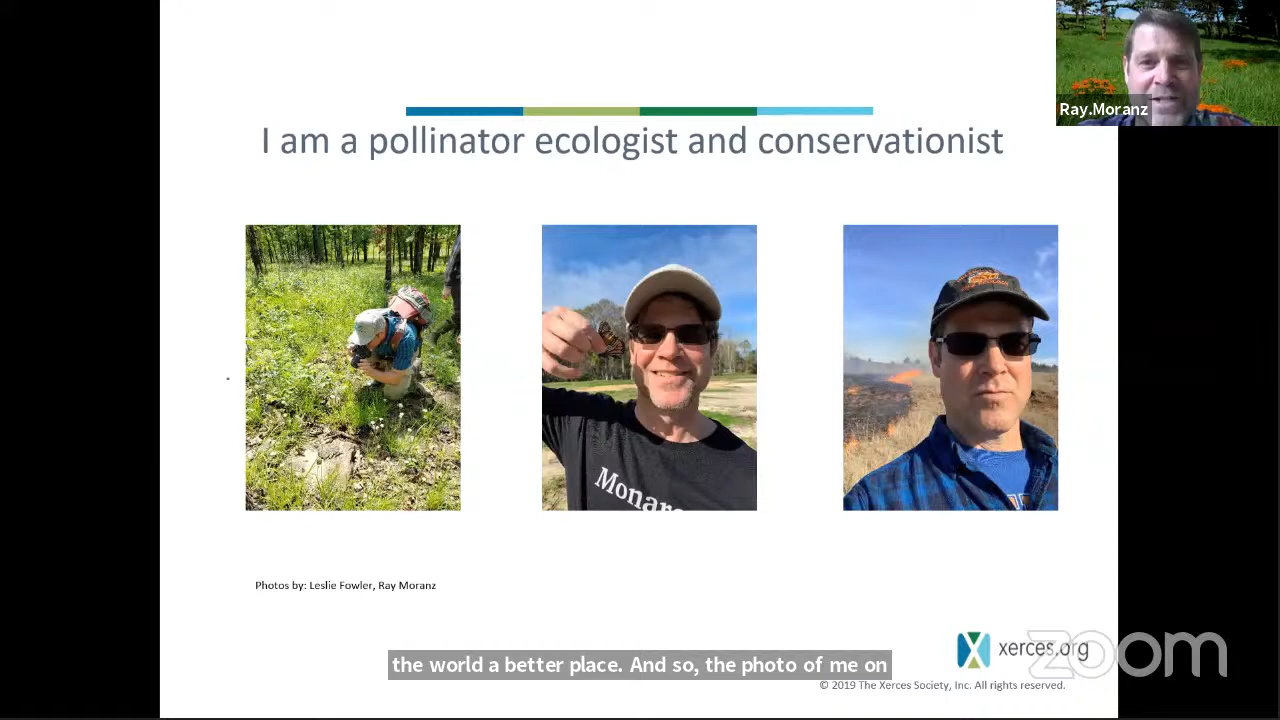 Ray.Moranz
I am a pollinator ecologist and conservationist
Monar
Photos by: Leslie Fowler, Ray Moranz
xerces.org
zoom
the world a better place. And so, the photo of me on
© 2019 The Xerces Society, Inc. All rights reserved.